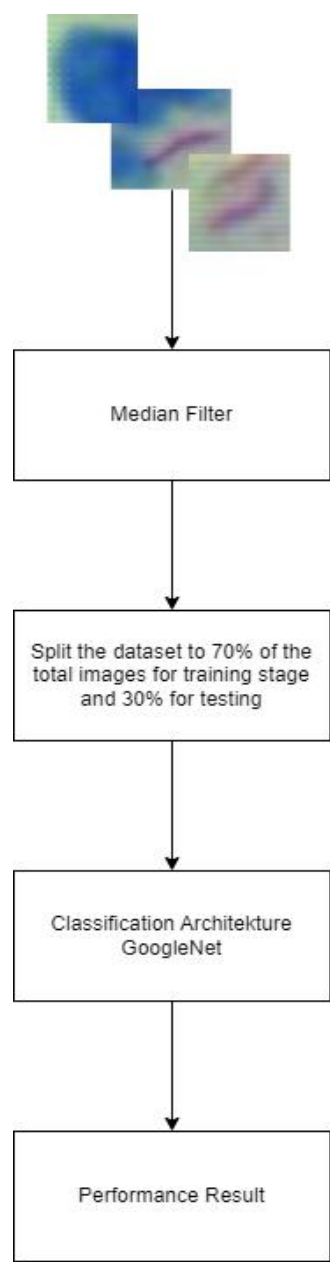 Median Filter
Split the dataset to 70% of the
total images for training stage
and 30% for testing
Classification Architekture
GoogleNet
Performance Result